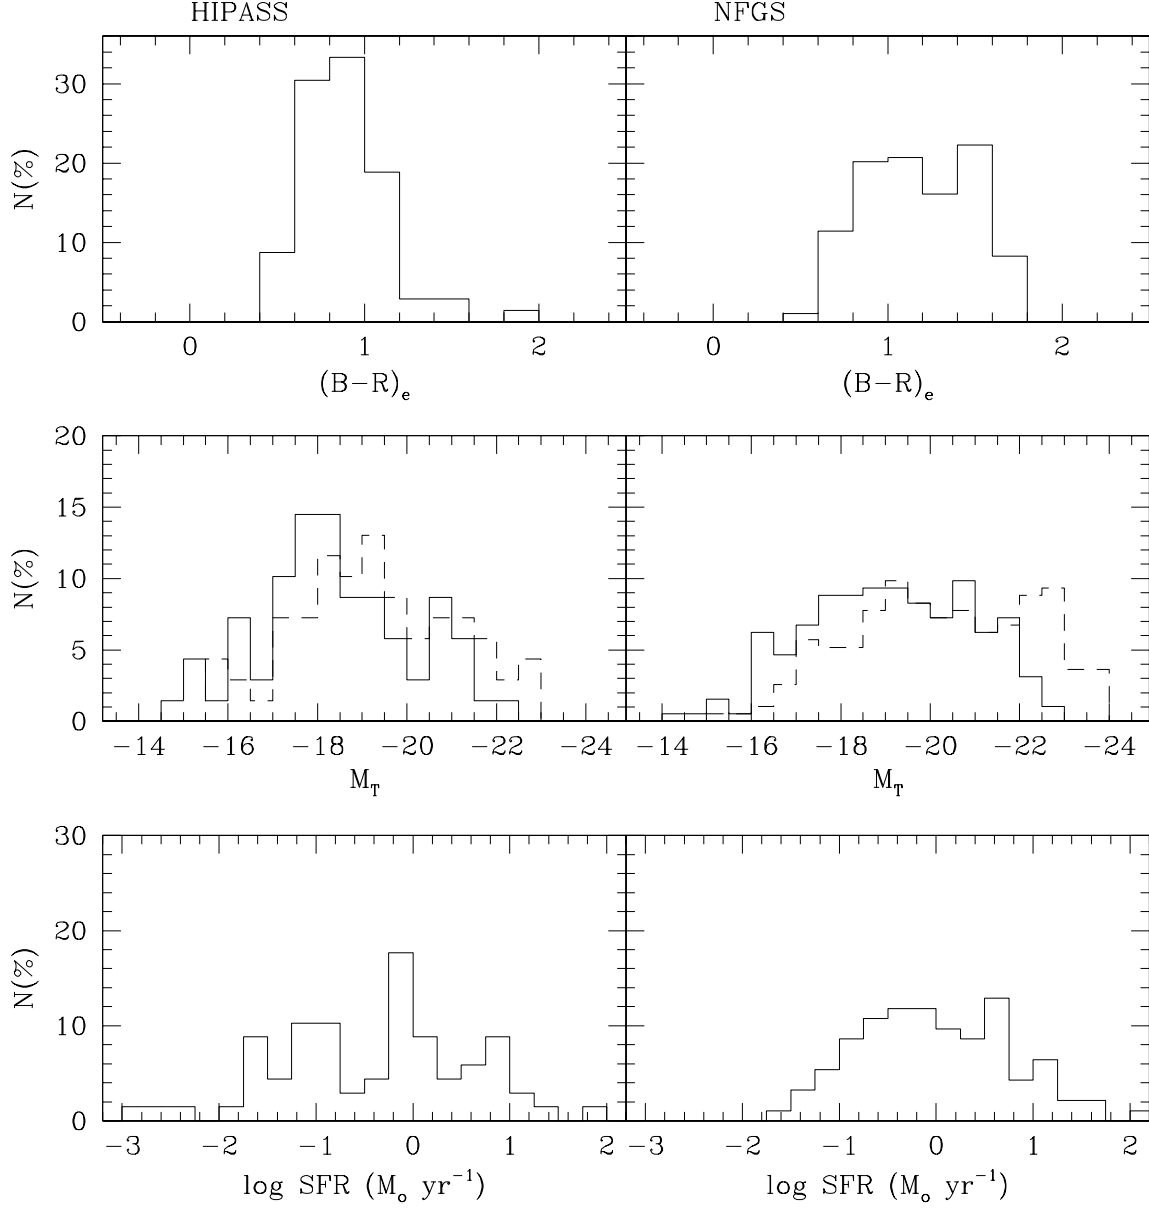 HIPASS NFGS
30
20
10
0
N(%)
0 1 2 0 1 2
(B−R)e (B−R)e
20
15
10
5
0
N(%)
−14 −16 −18 −20 −22 −24 −14 −16 −18 −20 −22 −24
MT MT
30
20
10
0
N(%)
−3 −2 −1 0 1 2 −3 −2 −1 0 1 2
log SFR (Mo yr−1) log SFR (Mo yr−1)